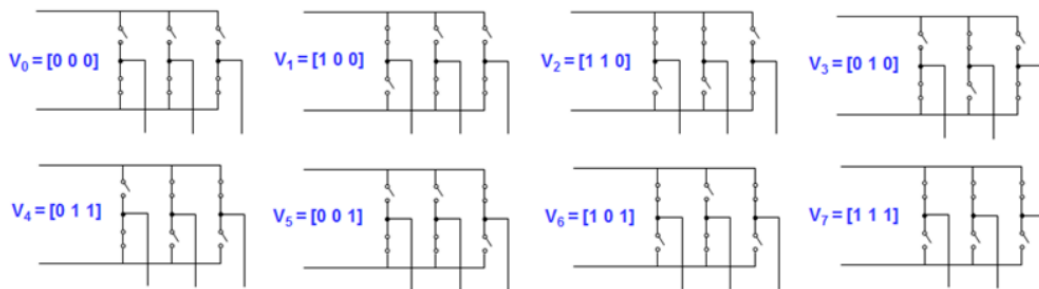 V₀ = [0 0 0]
V₁ = [1 0 0]
V₂ = [1 1 0]
V₃ = [0 1 0]
V₄ = [0 1 1]
V₅ = [0 0 1]
V₆ = [1 0 1]
V₇ = [1 1 1]